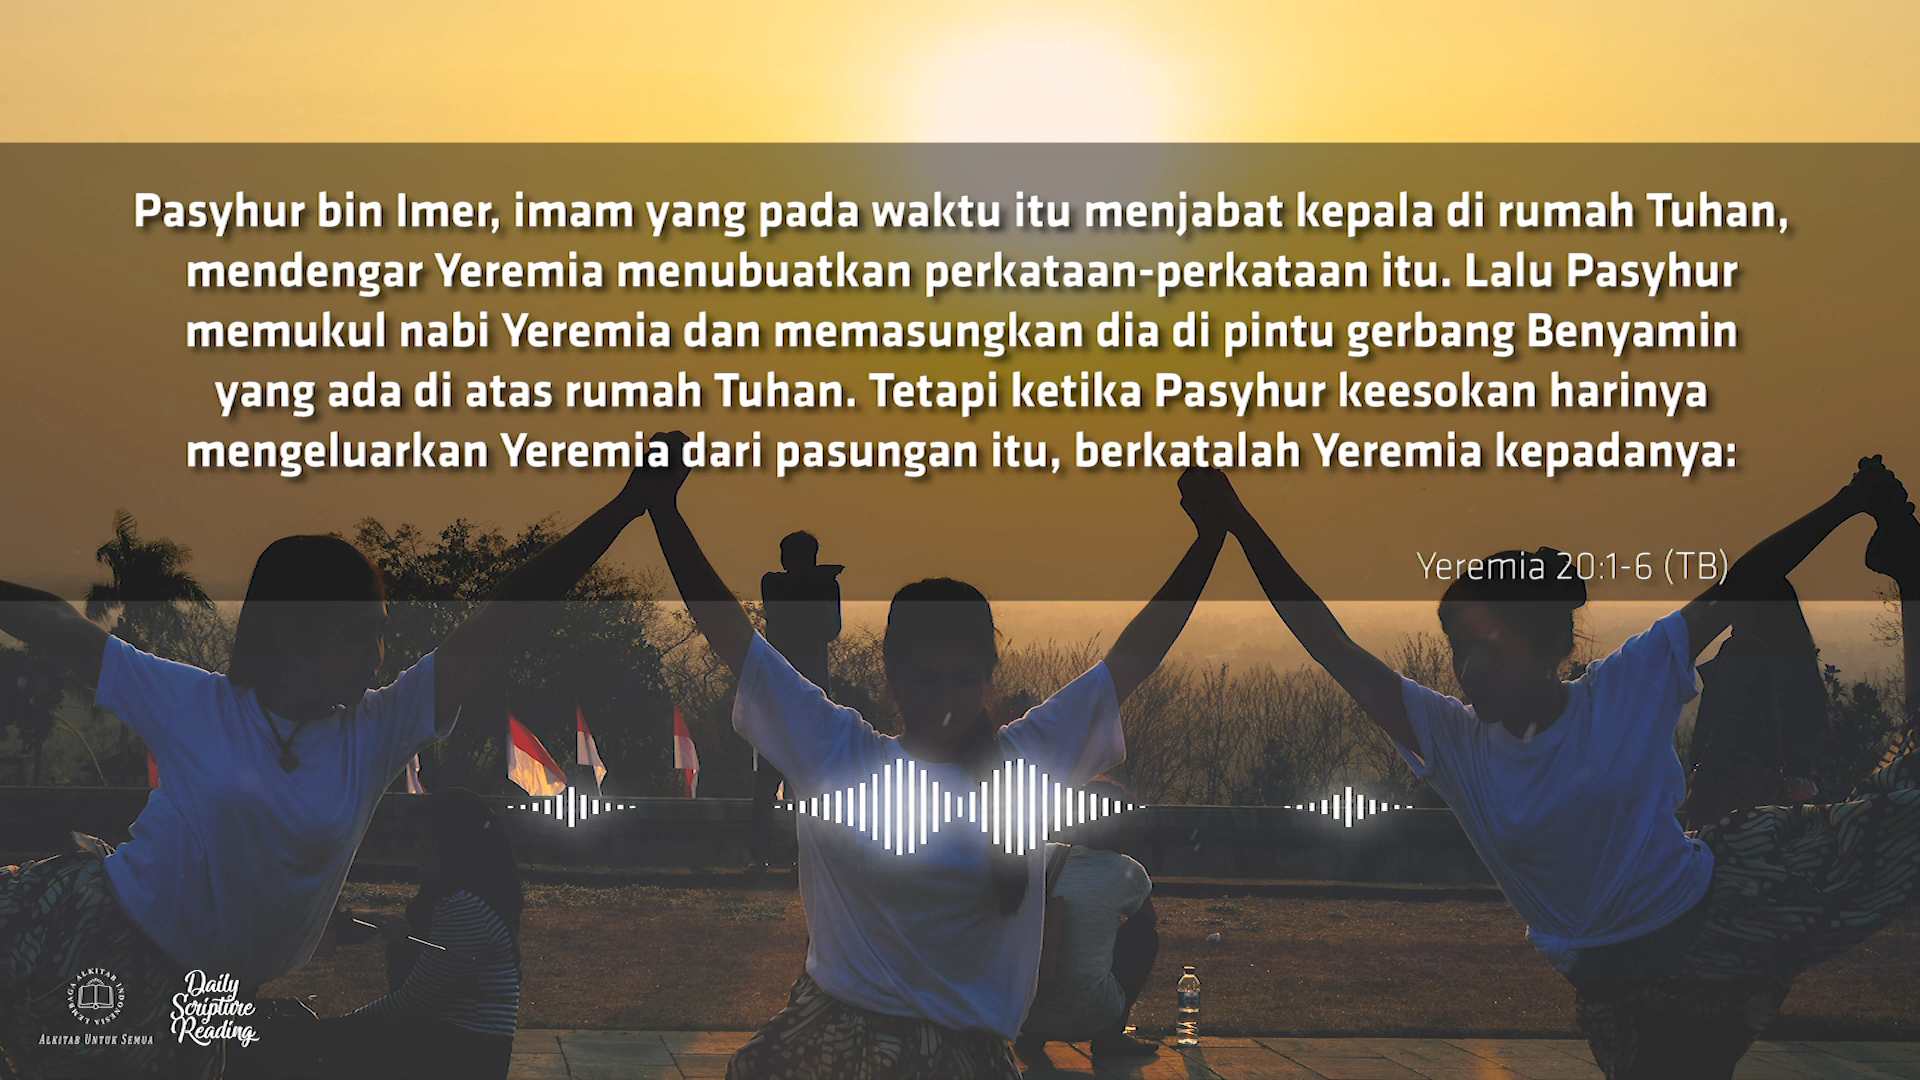 Pasyhur bin Imer, imam yang pada waktu itu menjabat kepala di rumah Tuhan,
mendengar Yeremia menubuatkan perkataan-perkataan itu. Lalu Pasyhur
memukul nabi Yeremia dan memasungkan dia di pintu gerbang Benyamin
yang ada di atas rumah Tuhan. Tetapi ketika Pasyhur keesokan harinya
mengeluarkan Yeremia dari pasungan itu, berkatalah Yeremia kepadanya:
Yeremia 20:1-6 (TB)
LEMBAGA ALKITAB INDONESIA
ALKITAB UNTUK SEMUA
Daily
Scripture
Reading